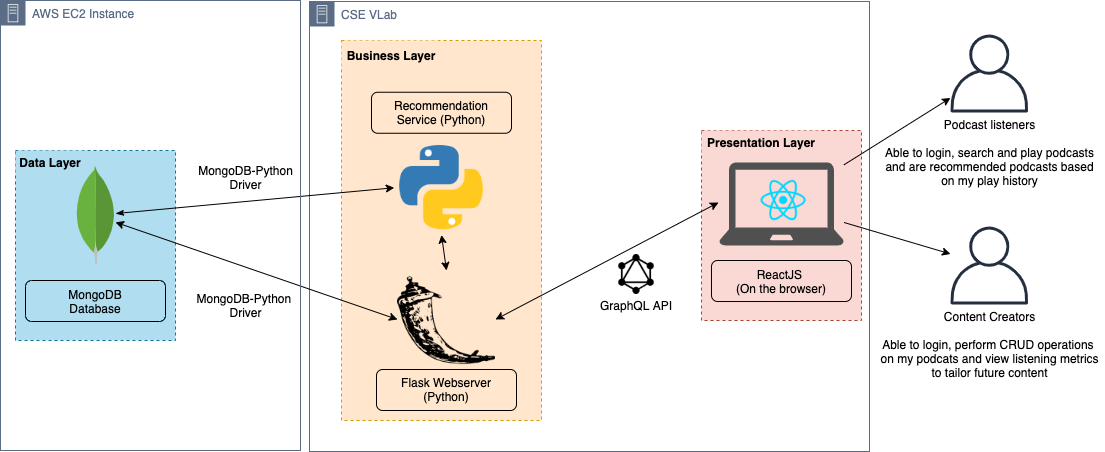 AWS EC2 Instance
CSE VLab
Business Layer
Recommendation
Service (Python)
Data Layer
MongoDB-Python
Driver
MongoDB
Database
MongoDB-Python
Driver
Flask Webserver
(Python)
GraphQL API
Presentation Layer
ReactJS
(On the browser)
Podcast listeners
Able to login, search and play podcasts
and are recommended podcasts based
on my play history
Content Creators
Able to login, perform CRUD operations
on my podcats and view listening metrics
to tailor future content